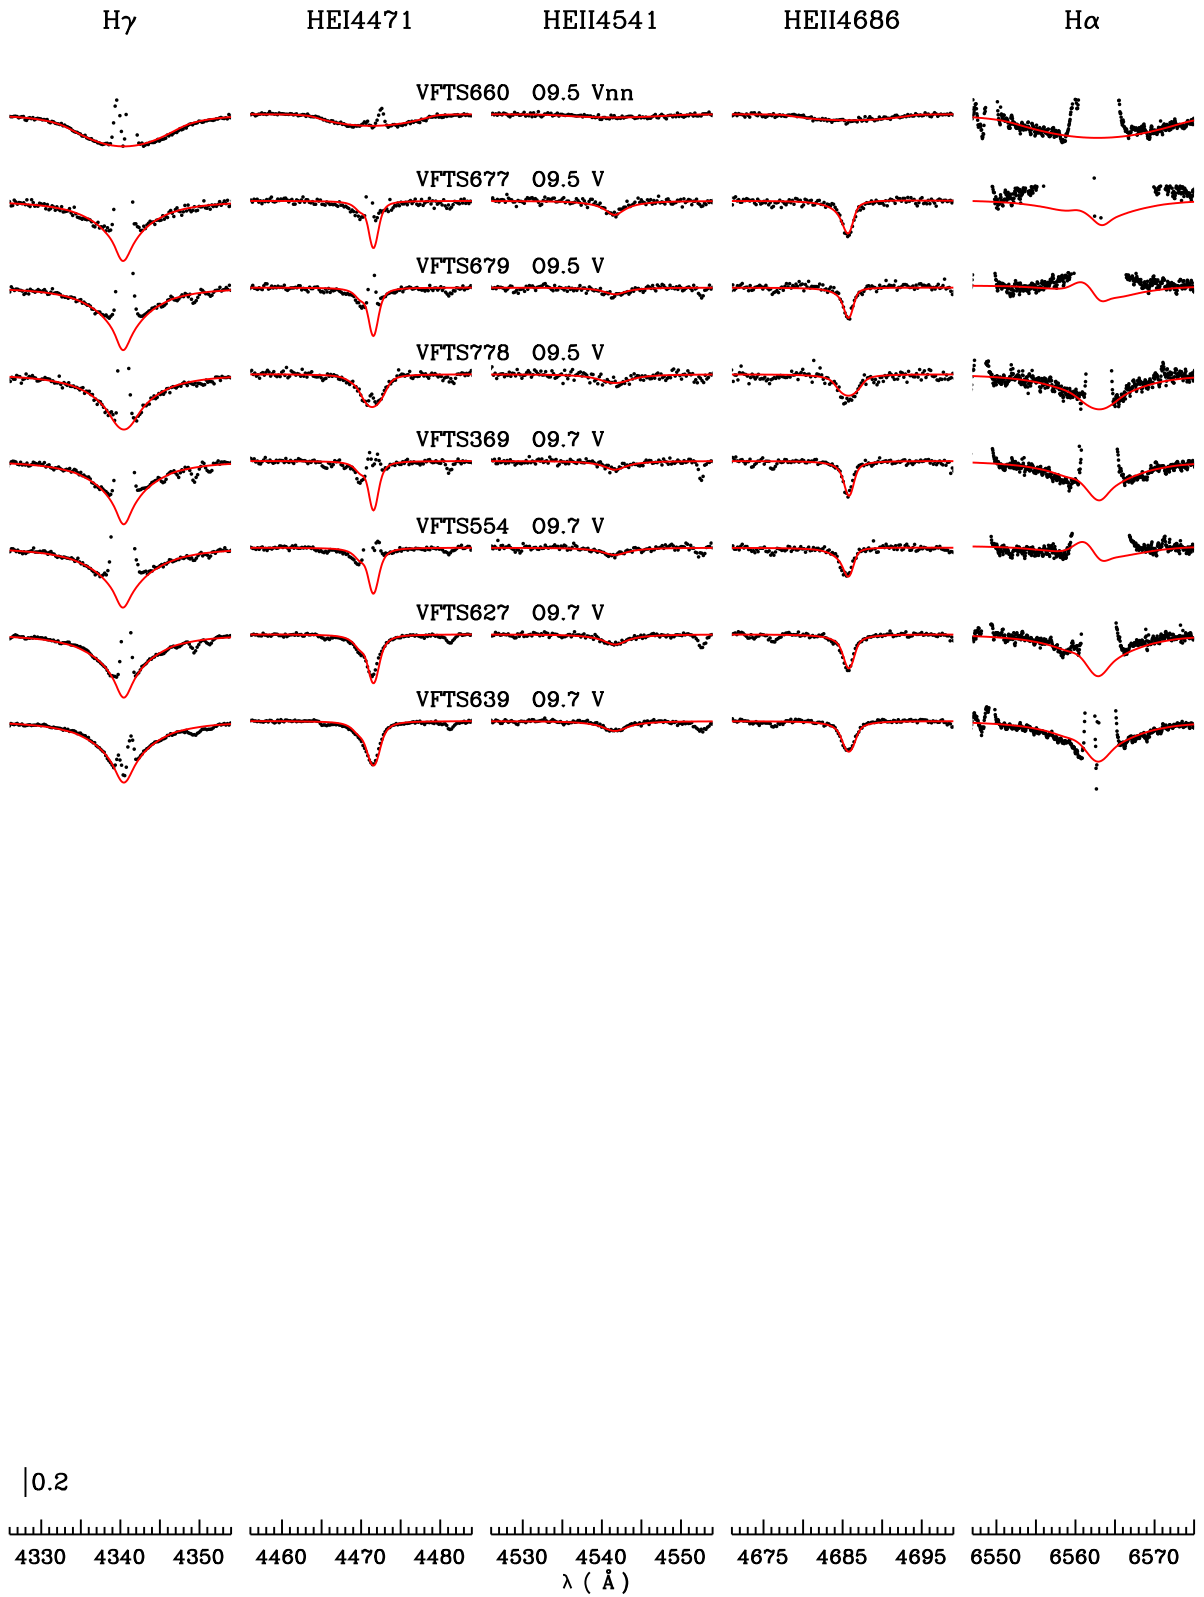 Hγ HEI4471 HEII4541 HEII4686 Hα
VFTS660 O9.5 Vnn
VFTS677 O9.5 V
VFTS679 O9.5 V
VFTS778 O9.5 V
VFTS369 O9.7 V
VFTS554 O9.7 V
VFTS627 O9.7 V
VFTS639 O9.7 V
0.2
4330 4340 4350 4460 4470 4480 4530 4540 4550 4675 4685 4695 6550 6560 6570
λ ( Å )